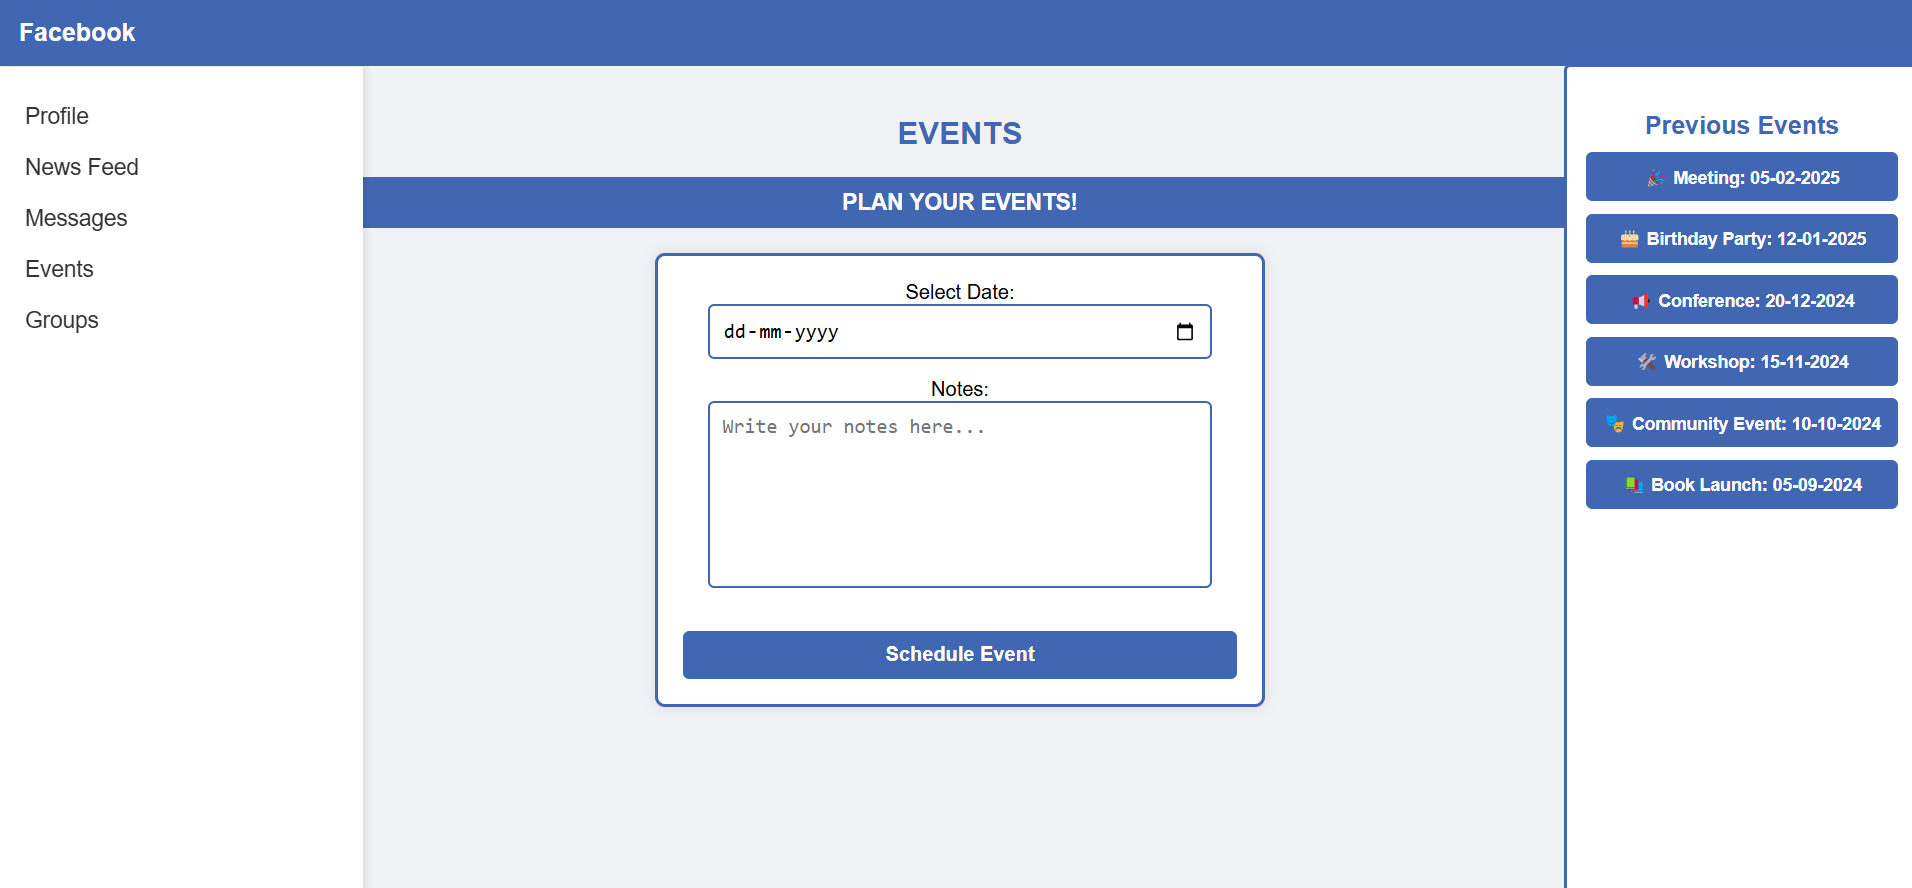 Facebook
Profile
News Feed
Messages
Events
Groups
EVENTS
PLAN YOUR EVENTS!
Select Date:
dd-mm-yyyy
Notes:
Write your notes here...
Schedule Event
Previous Events
🎉 Meeting: 05-02-2025
🎂 Birthday Party: 12-01-2025
📢 Conference: 20-12-2024
🛠 Workshop: 15-11-2024
🎭 Community Event: 10-10-2024
📚 Book Launch: 05-09-2024